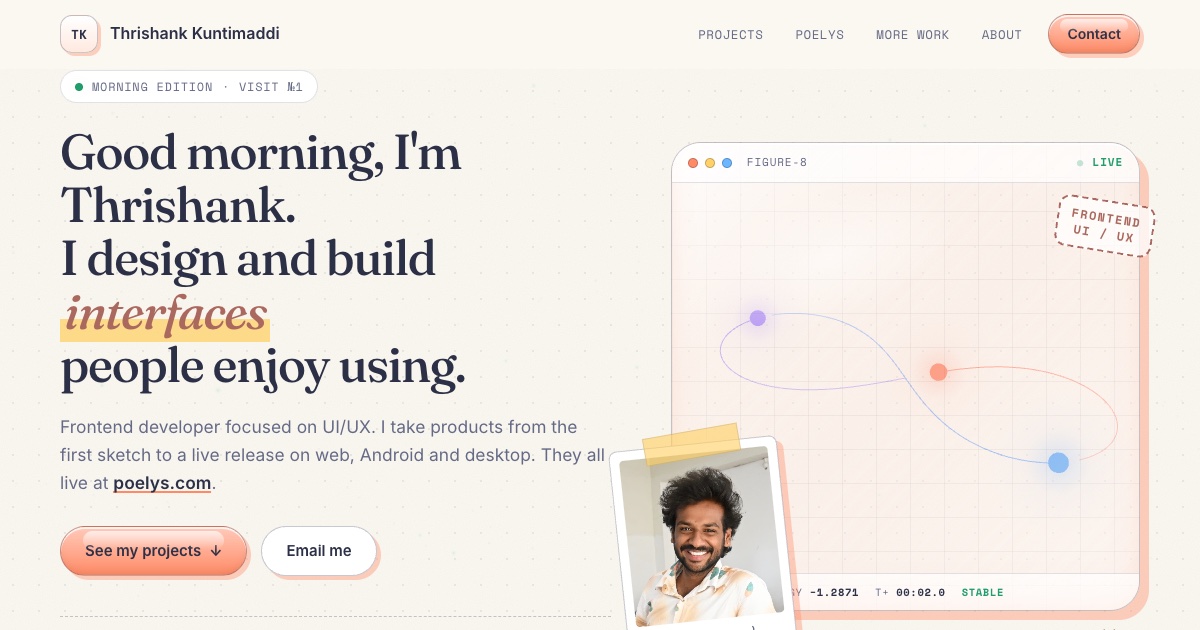 TK
Thrishank Kuntimaddi
PROJECTS
POELYS
MORE WORK
ABOUT
Contact
MORNING EDITION · VISIT №1
Good morning, I'm
Thrishank.
I design and build
interfaces
people enjoy using.
Frontend developer focused on UI/UX. I take products from the
first sketch to a live release on web, Android and desktop. They all
live at poelys.com.
See my projects ↓
Email me
FIGURE-8
LIVE
FRONTEND
UI / UX
-1.2871
T+ 00:02.0
STABLE